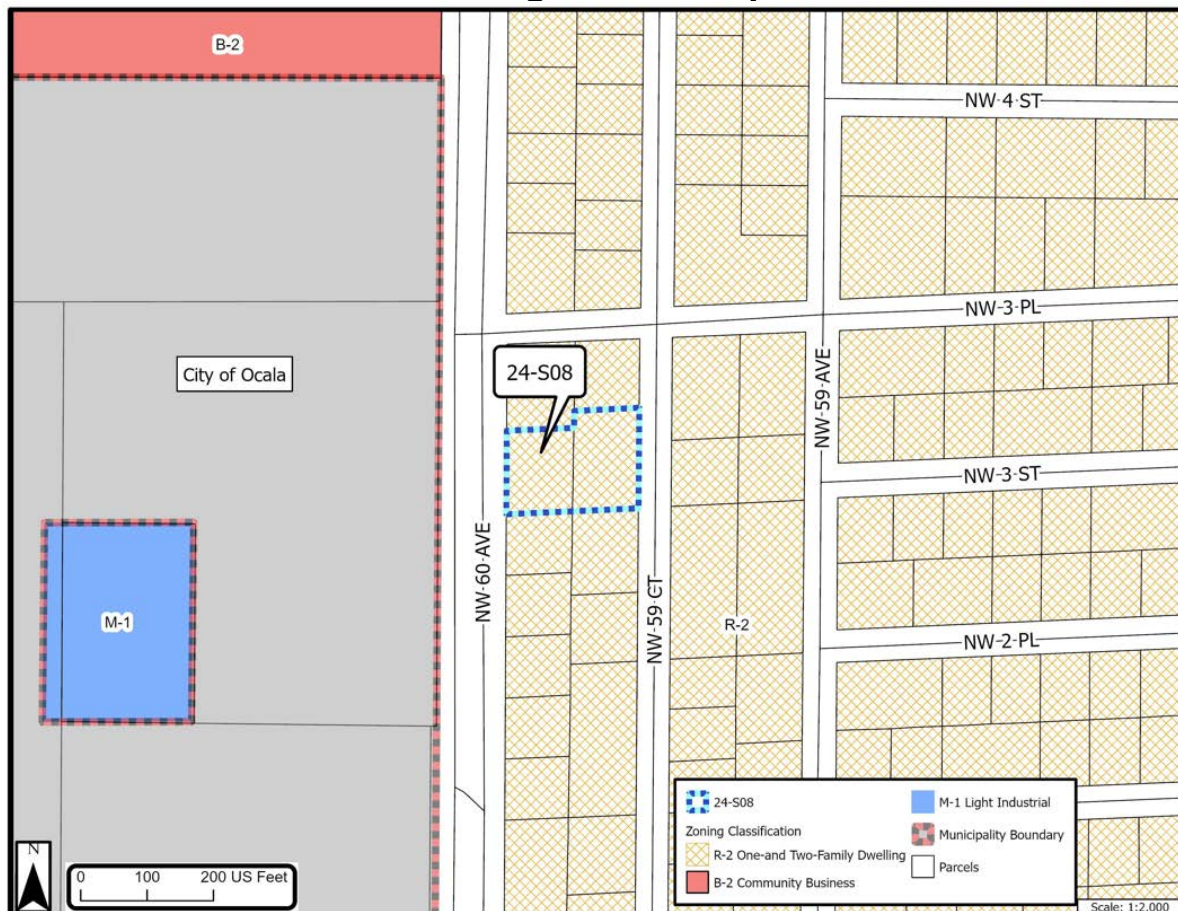 B-2
NW 4 ST
NW 3 PL
City of Ocala
24-S08
NW 59 AVE
NW 3 ST
NW 60 AVE
NW 59 CT
M-1
R-2
NW 2 PL
24-S08
Zoning Classification
R-2 One-and Two-Family Dwelling
B-2 Community Business
M-1 Light Industrial
Municipality Boundary
Parcels
N
0 100 200 US Feet
Scale: 1:2,000